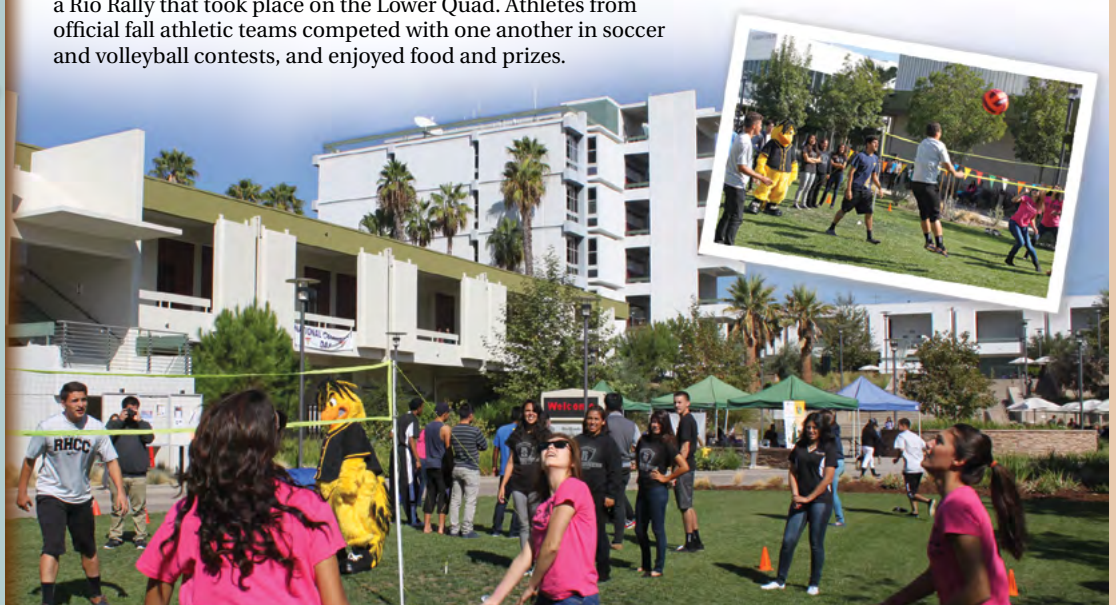 a Rio Rally that took place on the Lower Quad. Athletes from
official fall athletic teams competed with one another in soccer
and volleyball contests, and enjoyed food and prizes.
Welcome
RHCC